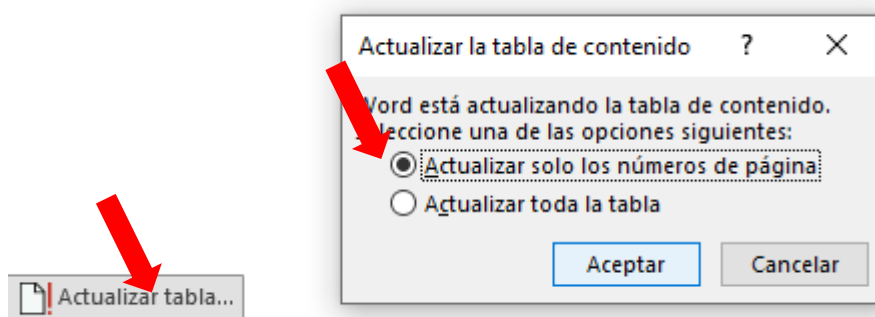 Actualizar la tabla de contenido ? ×
Word está actualizando la tabla de contenido.
Seleccione una de las opciones siguientes:
Actualizar solo los números de página
Actualizar toda la tabla
Aceptar Cancelar
Actualizar tabla...